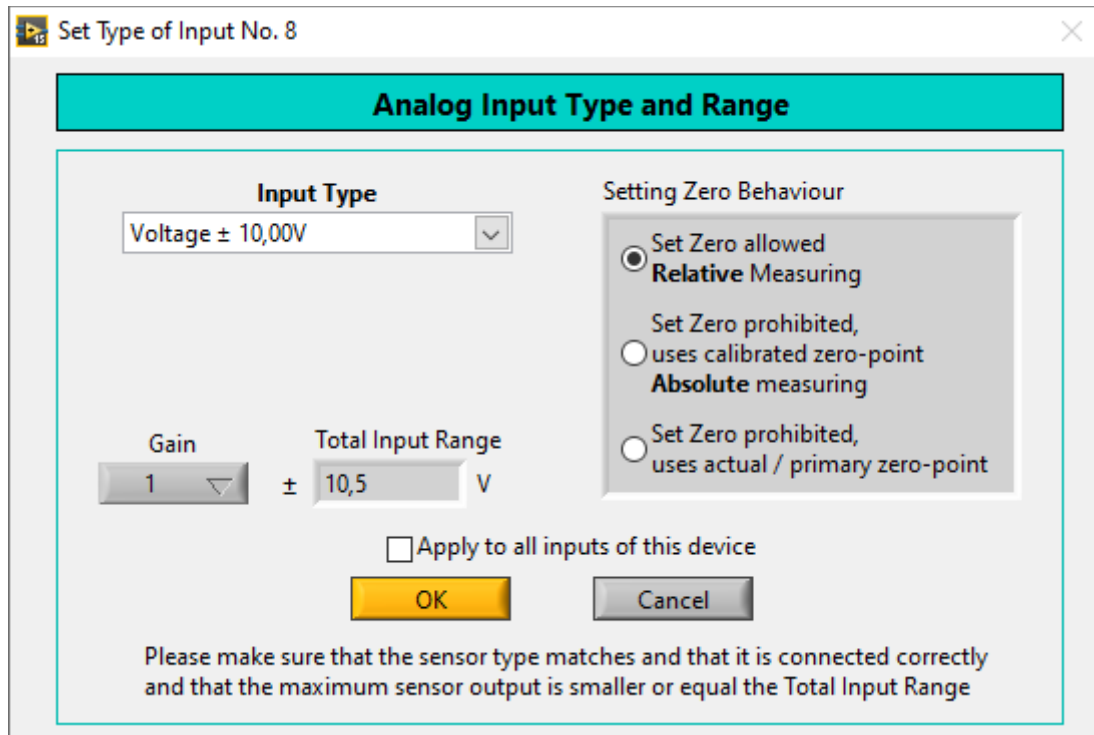 Set Type of Input No. 8
Analog Input Type and Range
Input Type
Voltage ± 10,00V
Setting Zero Behaviour
Set Zero allowed
Relative Measuring
Set Zero prohibited,
uses calibrated zero-point
Absolute measuring
Set Zero prohibited,
uses actual / primary zero-point
Gain
1
Total Input Range
± 10,5 V
Apply to all inputs of this device
OK
Cancel
Please make sure that the sensor type matches and that it is connected correctly
and that the maximum sensor output is smaller or equal the Total Input Range